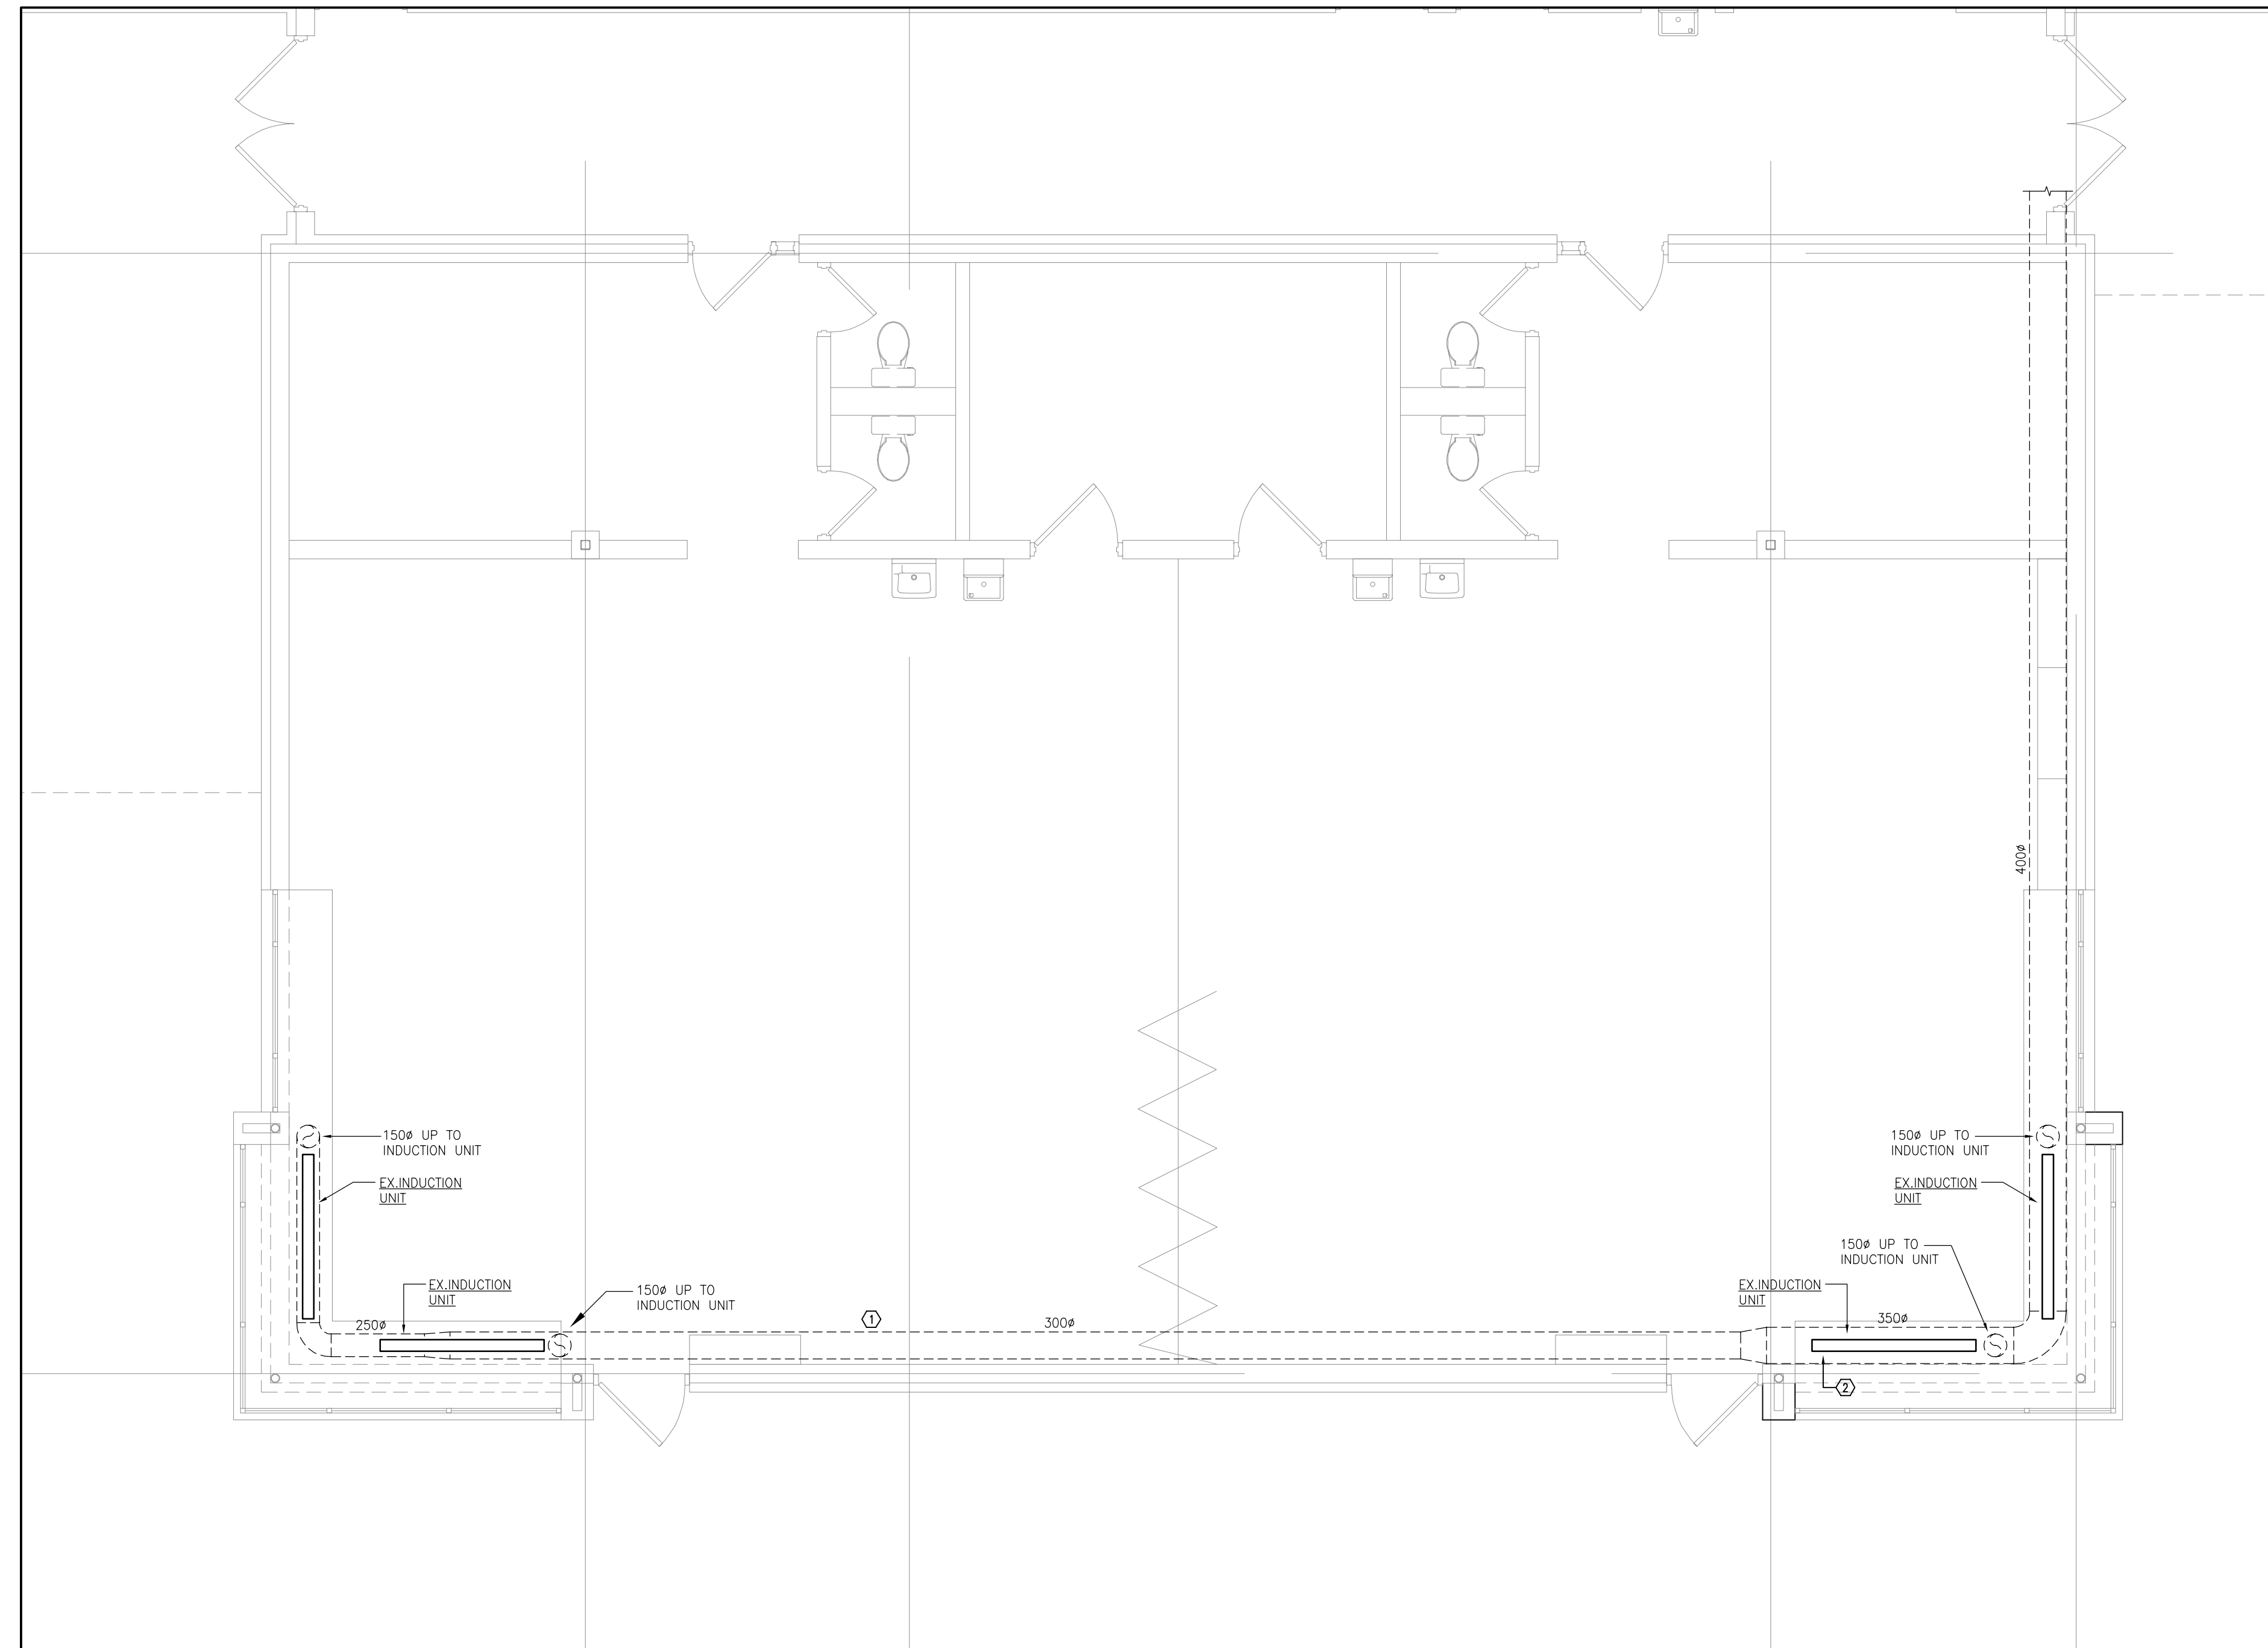 400ø
150ø UP TO
INDUCTION UNIT
EX.INDUCTION
UNIT
150ø UP TO
INDUCTION UNIT
EX.INDUCTION
UNIT
150ø UP TO
INDUCTION UNIT
EX.INDUCTION
UNIT
150ø UP TO
INDUCTION UNIT
EX.INDUCTION
UNIT
250ø
1
300ø
350ø
2